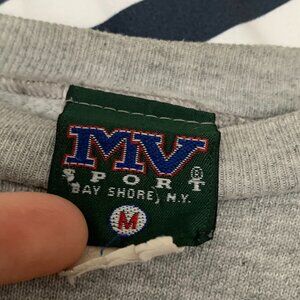 MV
SPORT®
BAY SHORE, N.Y.
M